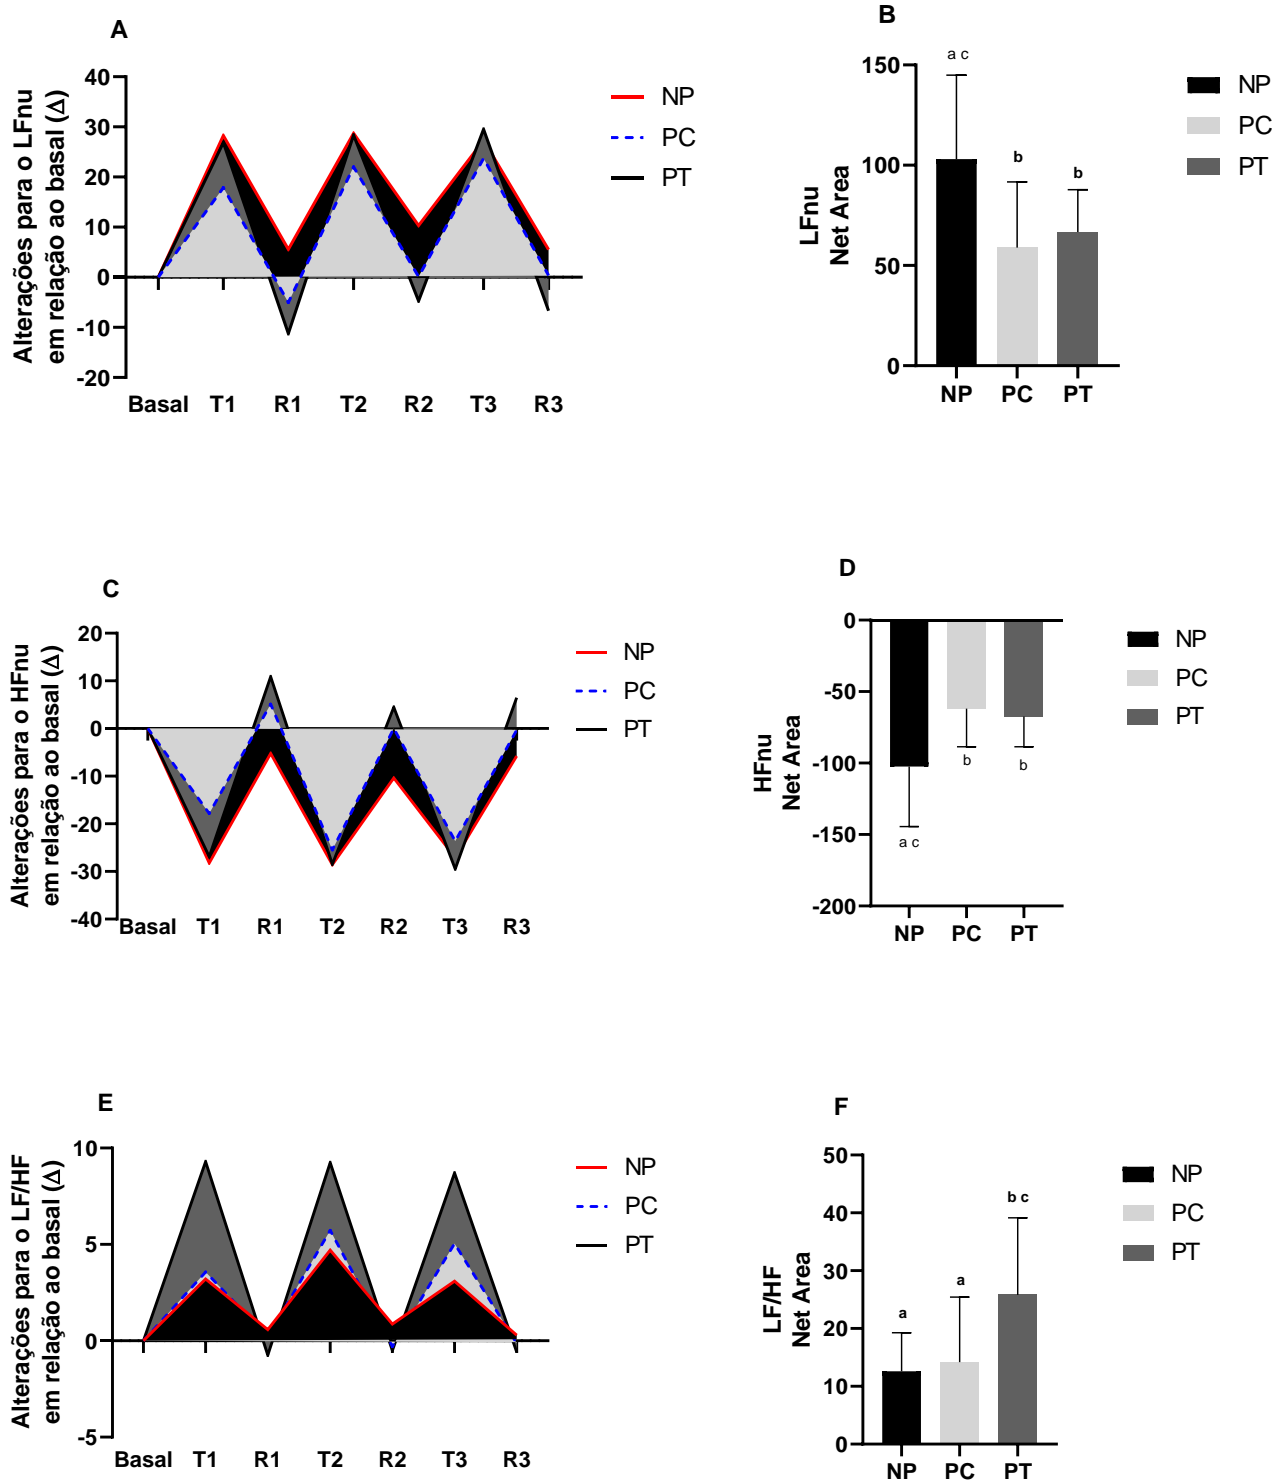 A
Alterações para o LFnu
em relação ao basal (Δ)
40
30
20
10
0
-10
-20
Basal T1 R1 T2 R2 T3 R3
NP
PC
PT
B
LFnu
Net Area
150
100
50
0
a c
b
b
NP PC PT
NP
PC
PT
C
Alterações para o HFnu
em relação ao basal (Δ)
20
10
0
-10
-20
-30
-40
Basal T1 R1 T2 R2 T3 R3
NP
PC
PT
D
HFnu
Net Area
0
-50
-100
-150
-200
a c
b
b
NP PC PT
NP
PC
PT
E
Alterações para o LF/HF
em relação ao basal (Δ)
10
5
0
-5
Basal T1 R1 T2 R2 T3 R3
NP
PC
PT
F
LF/HF
Net Area
50
40
30
20
10
0
a
a
b c
NP PC PT
NP
PC
PT